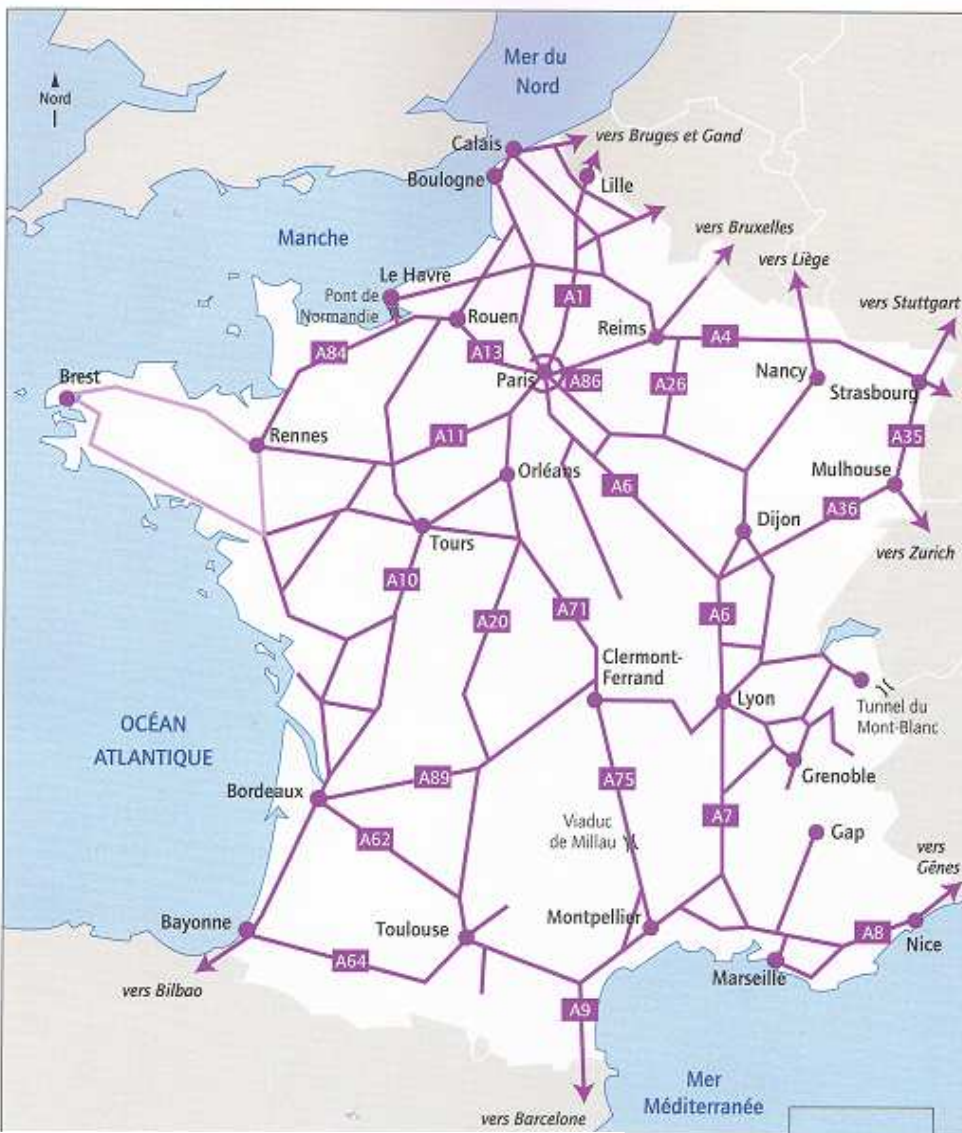 Mer du
Nord
Nord
Calais
vers Bruges et Gand
Boulogne
Lille
Manche
vers Bruxelles
vers Liège
Le Havre
Pont de
Normandie
Rouen
A1
Reims
A4
vers Stuttgart
A84
A13
Paris
A86
A26
Nancy
Strasbourg
Brest
Rennes
A11
A35
Orléans
A6
Mulhouse
A36
Tours
Dijon
vers Zurich
A10
A20
A71
A6
Clermont-
Ferrand
Lyon
Tunnel du
Mont-Blanc
OCÉAN
ATLANTIQUE
Bordeaux
A89
A75
Grenoble
A62
Viaduc
de Millau
A7
Gap
vers
Gênes
Bayonne
Toulouse
Montpellier
A8
Nice
A64
Marseille
vers Bilbao
A9
Mer
Méditerranée
vers Barcelone